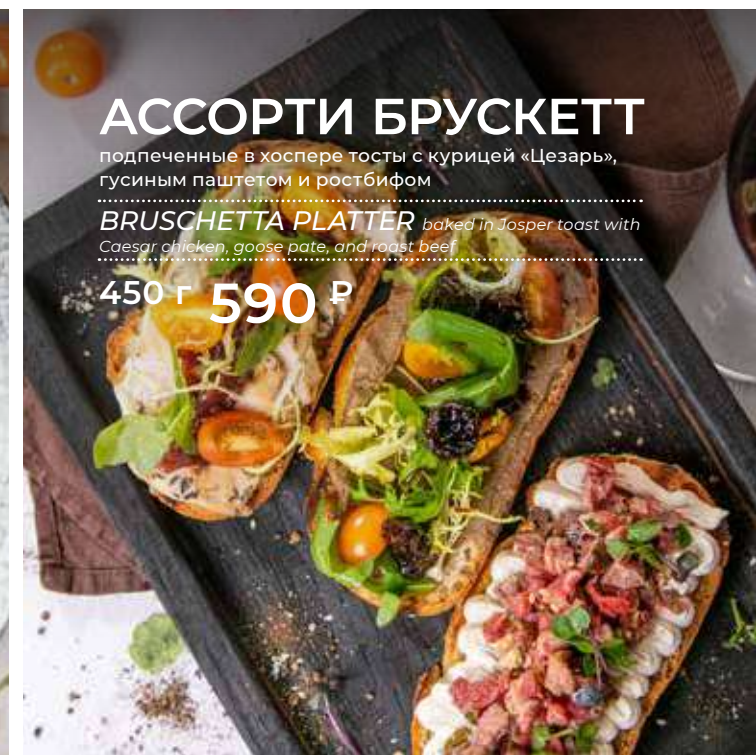 АССОРТИ БРУСКЕТТ
подпеченные в хоспере тосты с курицей «Цезарь»,
гусиным паштетом и ростбифом
BRUSCHETTA PLATTER baked in Josper toast with
Caesar chicken, goose pate, and roast beef
450 г 590 ₽